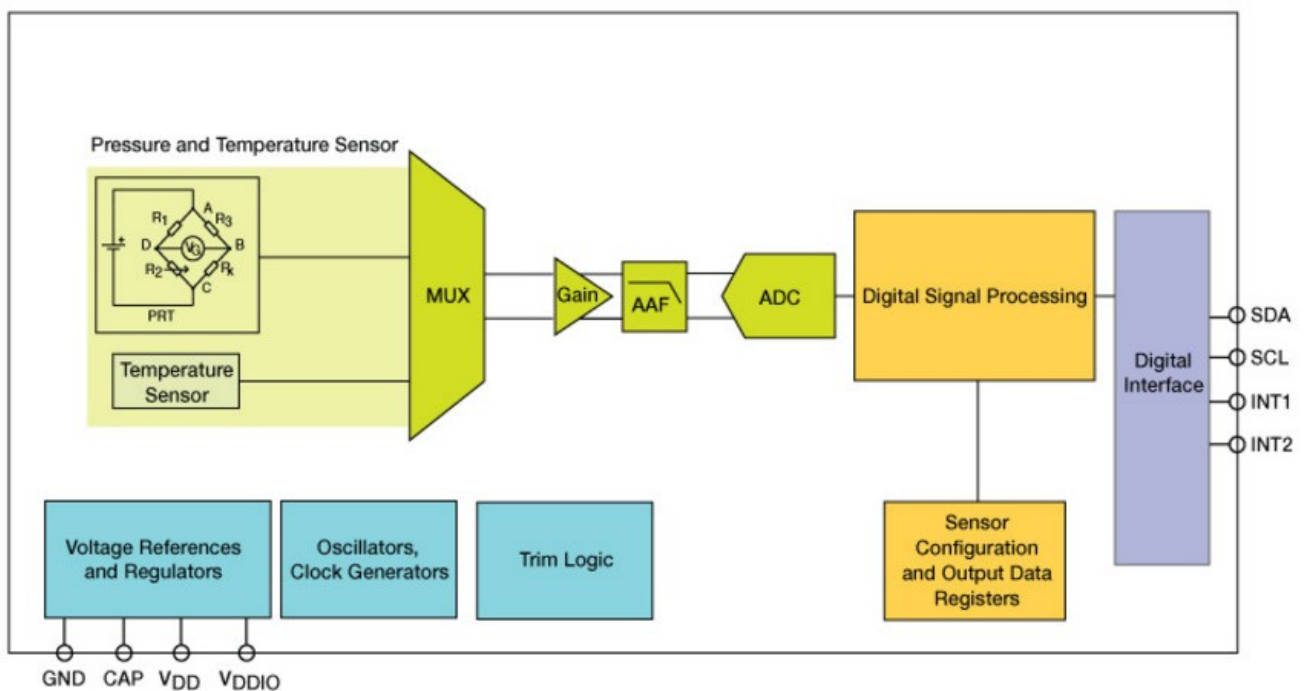 Pressure and Temperature Sensor
A
R1
R3
D
VG
B
R2
Rx
C
PRT
Temperature
Sensor
MUX
Gain
AAF
ADC
Digital Signal Processing
Digital
Interface
SDA
SCL
INT1
INT2
Voltage References
and Regulators
Oscillators,
Clock Generators
Trim Logic
Sensor
Configuration
and Output Data
Registers
GND
CAP
VDD
VDDIO